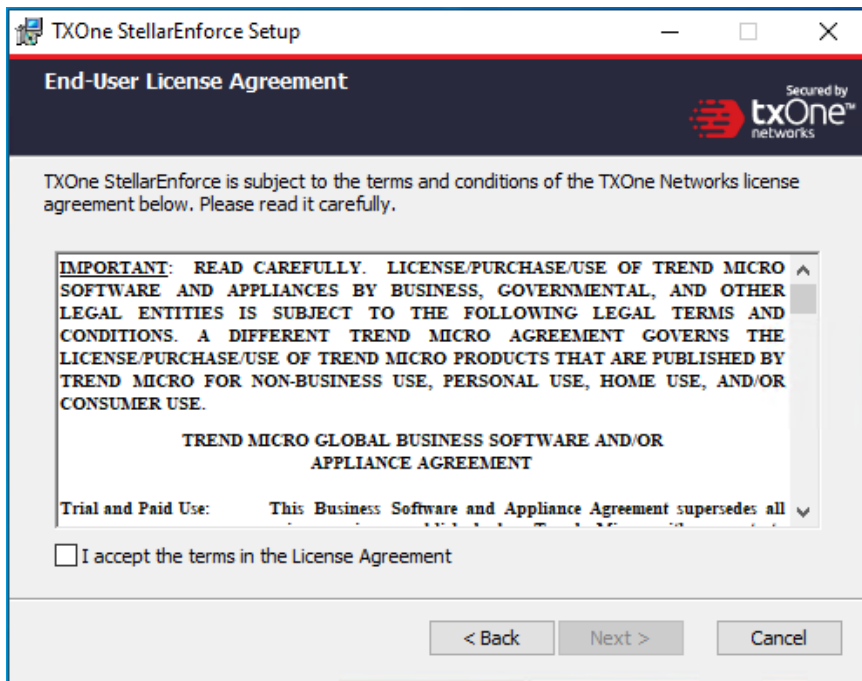 TXOne StellarEnforce Setup
End-User License Agreement
Secured by
txOne™
networks
TXOne StellarEnforce is subject to the terms and conditions of the TXOne Networks license
agreement below. Please read it carefully.
IMPORTANT: READ CAREFULLY. LICENSE/PURCHASE/USE OF TREND MICRO
SOFTWARE AND APPLIANCES BY BUSINESS, GOVERNMENTAL, AND OTHER
LEGAL ENTITIES IS SUBJECT TO THE FOLLOWING LEGAL TERMS AND
CONDITIONS. A DIFFERENT TREND MICRO AGREEMENT GOVERNS THE
LICENSE/PURCHASE/USE OF TREND MICRO PRODUCTS THAT ARE PUBLISHED BY
TREND MICRO FOR NON-BUSINESS USE, PERSONAL USE, HOME USE, AND/OR
CONSUMER USE.
TREND MICRO GLOBAL BUSINESS SOFTWARE AND/OR
APPLIANCE AGREEMENT
Trial and Paid Use: This Business Software and Appliance Agreement supersedes all
I accept the terms in the License Agreement
< Back
Next >
Cancel